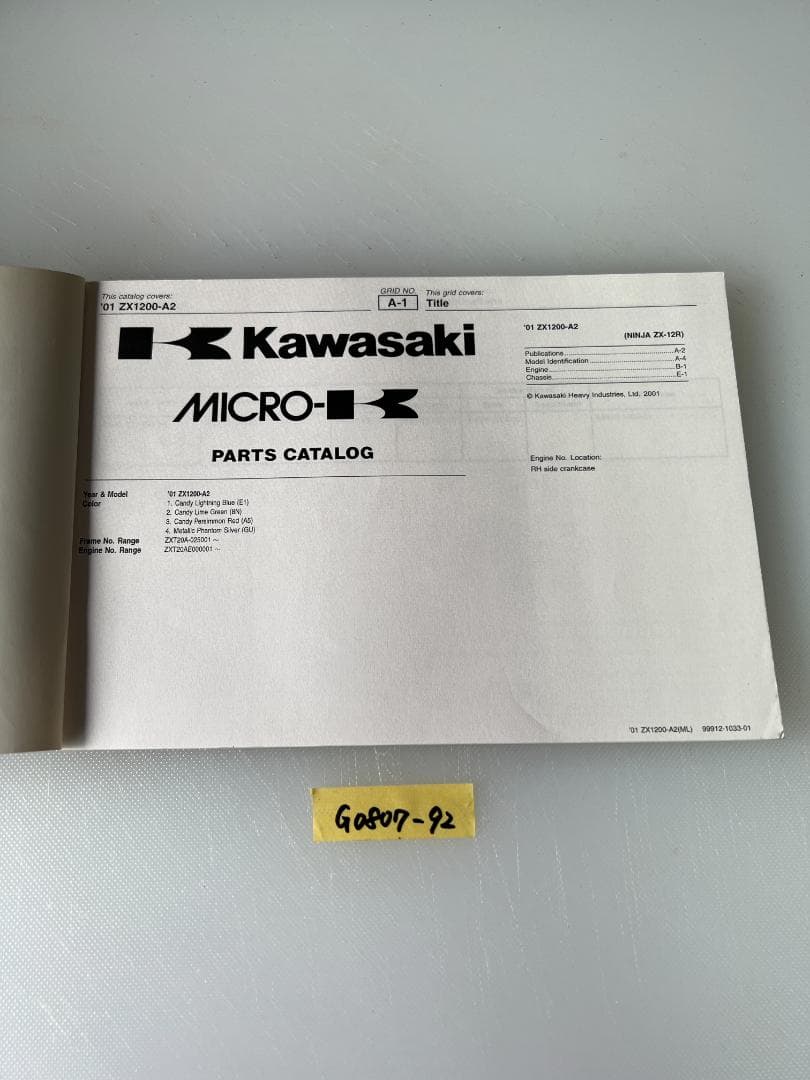 This catalog covers:
'01 ZX1200-A2
GRID NO.
A-1
This grid covers:
Title
Kawasaki
MICRO-K
PARTS CATALOG
Year & Model '01 ZX1200-A2
Color 1. Candy Lightning Blue (E1)
2. Candy Lime Green (BN)
3. Candy Persimmon Red (A5)
4. Metallic Phantom Silver (GU)
Frame No. Range ZXT20A-025001 ~
Engine No. Range ZXT20AE000001 ~
'01 ZX1200-A2
(NINJA ZX-12R)
Publications A-2
Model Identification A-4
Engine B-1
Chassis E-1
© Kawasaki Heavy Industries, Ltd. 2001
Engine No. Location:
RH side crankcase
'01 ZX1200-A2(ML) 99912-1033-01
G0807-92